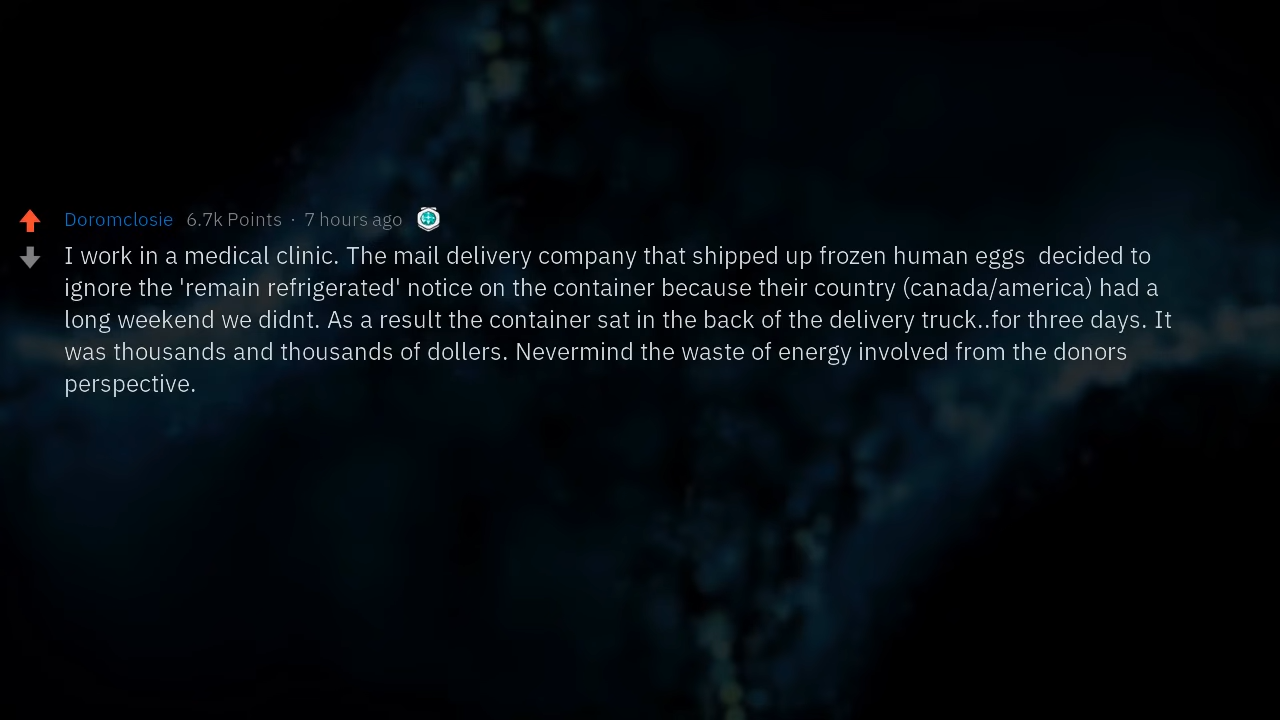 Doromclosie 6.7k Points · 7 hours ago
I work in a medical clinic. The mail delivery company that shipped up frozen human eggs  decided to
ignore the 'remain refrigerated' notice on the container because their country (canada/america) had a
long weekend we didnt. As a result the container sat in the back of the delivery truck..for three days. It
was thousands and thousands of dollers. Nevermind the waste of energy involved from the donors
perspective.